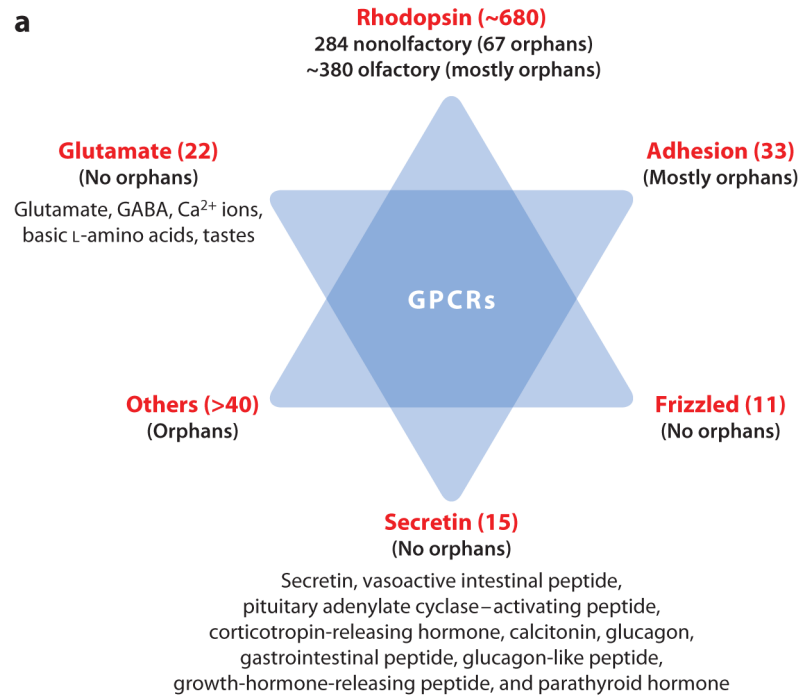 a
Rhodopsin (~680)
284 nonolfactory (67 orphans)
~380 olfactory (mostly orphans)
Glutamate (22)
(No orphans)
Glutamate, GABA, Ca²⁺ ions,
basic ʟ-amino acids, tastes
Adhesion (33)
(Mostly orphans)
GPCRs
Others (>40)
(Orphans)
Frizzled (11)
(No orphans)
Secretin (15)
(No orphans)
Secretin, vasoactive intestinal peptide,
pituitary adenylate cyclase–activating peptide,
corticotropin-releasing hormone, calcitonin, glucagon,
gastrointestinal peptide, glucagon-like peptide,
growth-hormone-releasing peptide, and parathyroid hormone